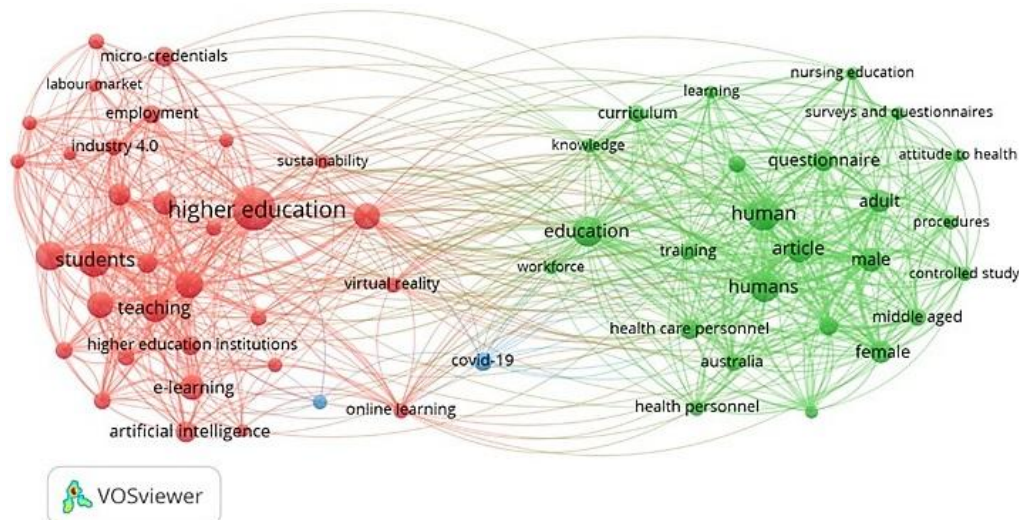 micro-credentials
labour market
employment
industry 4.0
sustainability
higher education
students
virtual reality
teaching
higher education institutions
e-learning
online learning
artificial intelligence
covid-19
nursing education
learning
curriculum
surveys and questionnaires
knowledge
questionnaire
attitude to health
adult
human
procedures
education
training
article
male
workforce
controlled study
humans
middle aged
health care personnel
female
australia
health personnel
VOSviewer